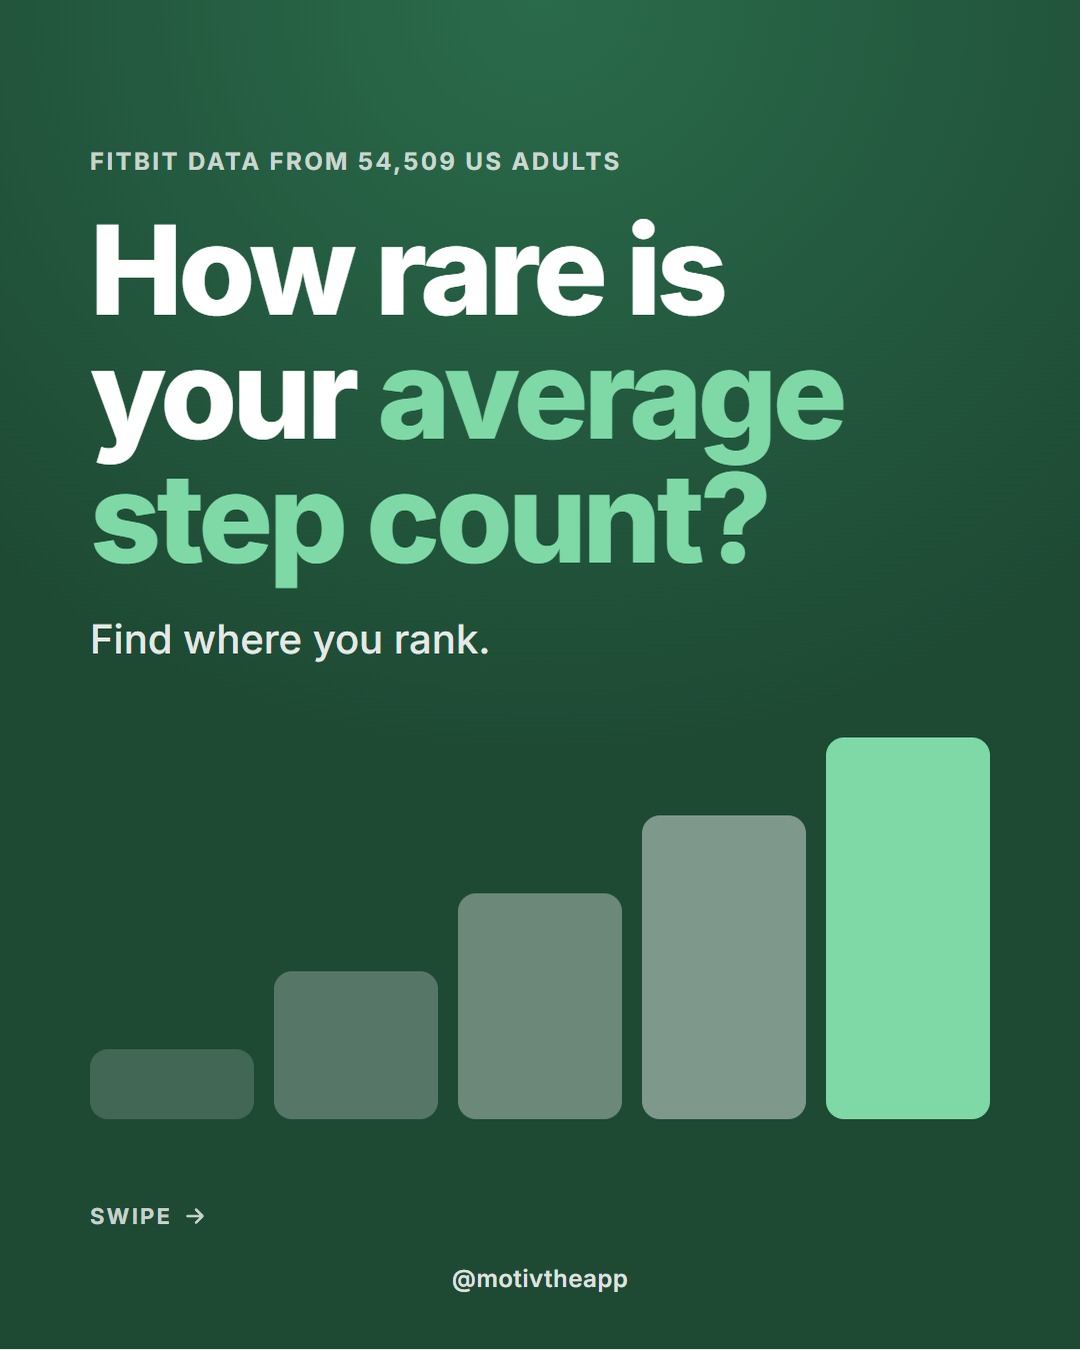 FITBIT DATA FROM 54,509 US ADULTS
How rare is
your average
step count?
Find where you rank.
SWIPE →
@motivtheapp